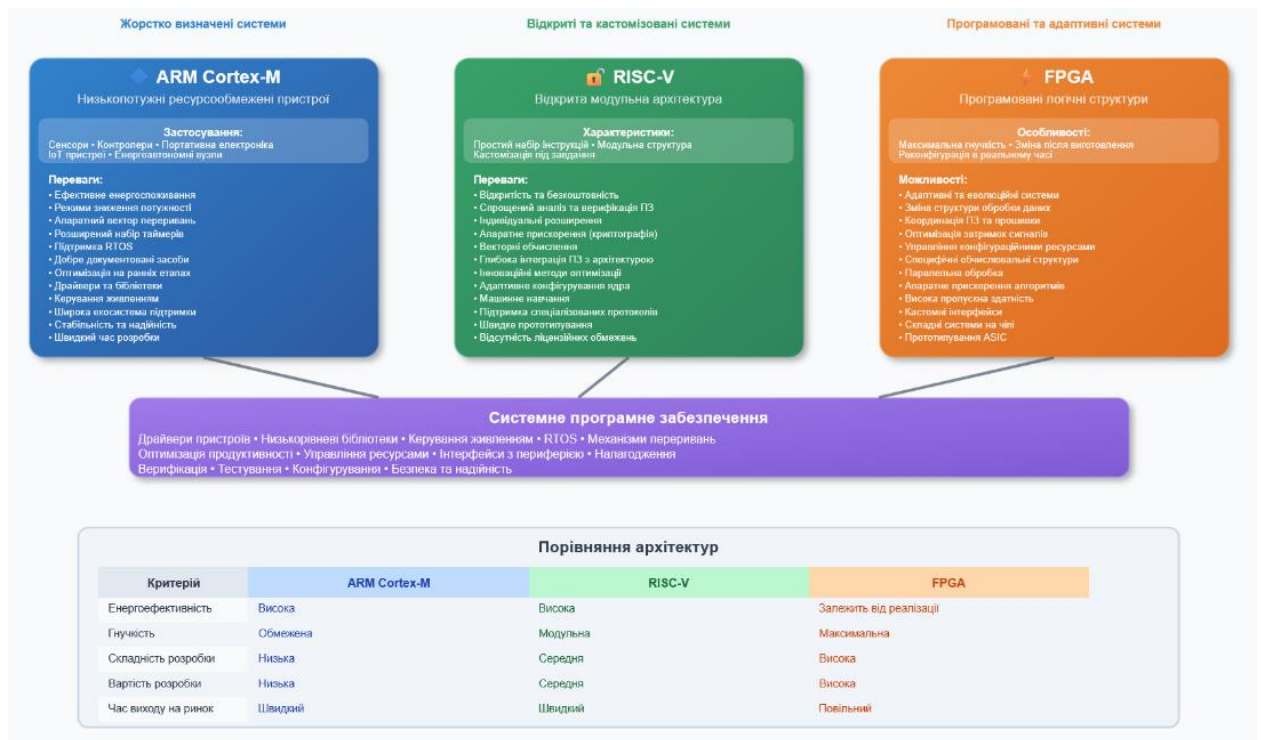 Жорстко визначені системи
Відкриті та кастомізовані системи
Програмовані та адаптивні системи
ARM Cortex-M
Низькопотужні ресурсообмежені пристрої
Застосування:
Сенсори • Контролери • Портативна електроніка
IoT пристрої • Енергоавтономні вузли
Переваги:
• Ефективне енергоспоживання
• Режими зниження потужності
• Апаратний вектор переривань
• Розширений набір таймерів
• Підтримка RTOS
• Добре документовані засоби
• Оптимізація на ранніх етапах
• Драйвери та бібліотеки
• Керування живленням
• Широка екосистема підтримки
• Стабільність та надійність
• Швидкий час розробки
RISC-V
Відкрита модульна архітектура
Характеристики:
Простий набір інструкцій • Модульна структура
Кастомізація під завдання
Переваги:
• Відкритість та безкоштовність
• Спрощений аналіз та верифікація ПЗ
• Індивідуальні розширення
• Апаратне прискорення (криптографія)
• Векторні обчислення
• Глибока інтеграція ПЗ з архітектурою
• Інноваційні методи оптимізації
• Адаптивне конфігурування ядра
• Машинне навчання
• Підтримка спеціалізованих протоколів
• Швидке прототипування
• Відсутність ліцензійних обмежень
FPGA
Програмовані логічні структури
Особливості:
Максимальна гнучкість • Зміна після виготовлення
Реконфігурація в реальному часі
Можливості:
• Адаптивні та еволюційні системи
• Зміна структури обробки даних
• Координація ПЗ та прошивки
• Оптимізація затримок сигналів
• Управління конфігураційними ресурсами
• Специфічні обчислювальні структури
• Паралельна обробка
• Апаратне прискорення алгоритмів
• Висока пропускна здатність
• Кастомні інтерфейси
• Складні системи на чіпі
• Прототипування ASIC
Системне програмне забезпечення
Драйвери пристроїв • Низькорівневі бібліотеки • Керування живленням • RTOS • Механізми переривань
Оптимізація продуктивності • Управління ресурсами • Інтерфейси з периферією • Налагодження
Верифікація • Тестування • Конфігурування • Безпека та надійність
Порівняння архітектур
Критерій ARM Cortex-M RISC-V FPGA
Енергоефективність Висока Висока Залежить від реалізації
Гнучкість Обмежена Модульна Максимальна
Складність розробки Низька Середня Висока
Вартість розробки Низька Середня Висока
Час виходу на ринок Швидкий Швидкий Повільний